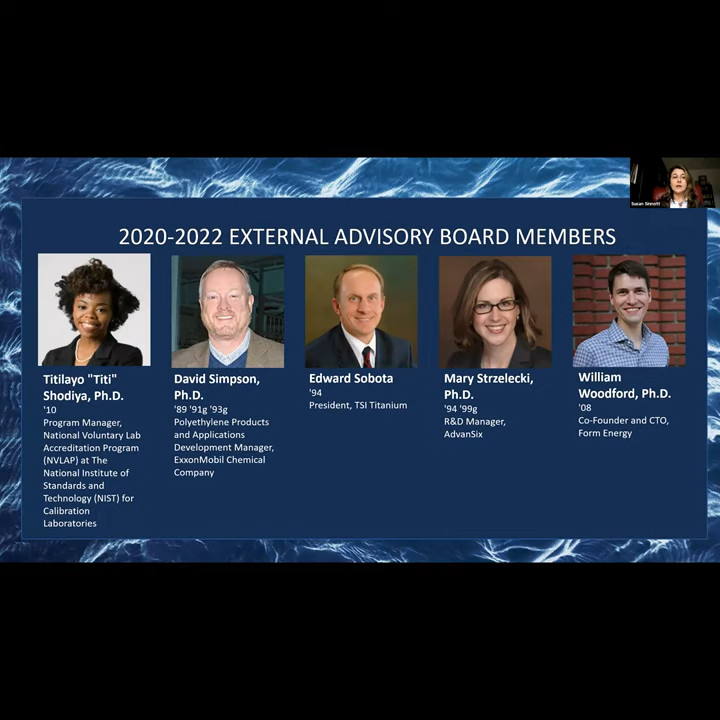 Susan Sinnott
2020-2022 EXTERNAL ADVISORY BOARD MEMBERS
Titilayo "Titi"
Shodiya, Ph.D.
'10
Program Manager,
National Voluntary Lab
Accreditation Program
(NVLAP) at The
National Institute of
Standards and
Technology (NIST) for
Calibration
Laboratories
David Simpson,
Ph.D.
'89 '91g '93g
Polyethylene Products
and Applications
Development Manager,
ExxonMobil Chemical
Company
Edward Sobota
'94
President, TSI Titanium
Mary Strzelecki,
Ph.D.
'94 '99g
R&D Manager,
AdvanSix
William
Woodford, Ph.D.
'08
Co-Founder and CTO,
Form Energy